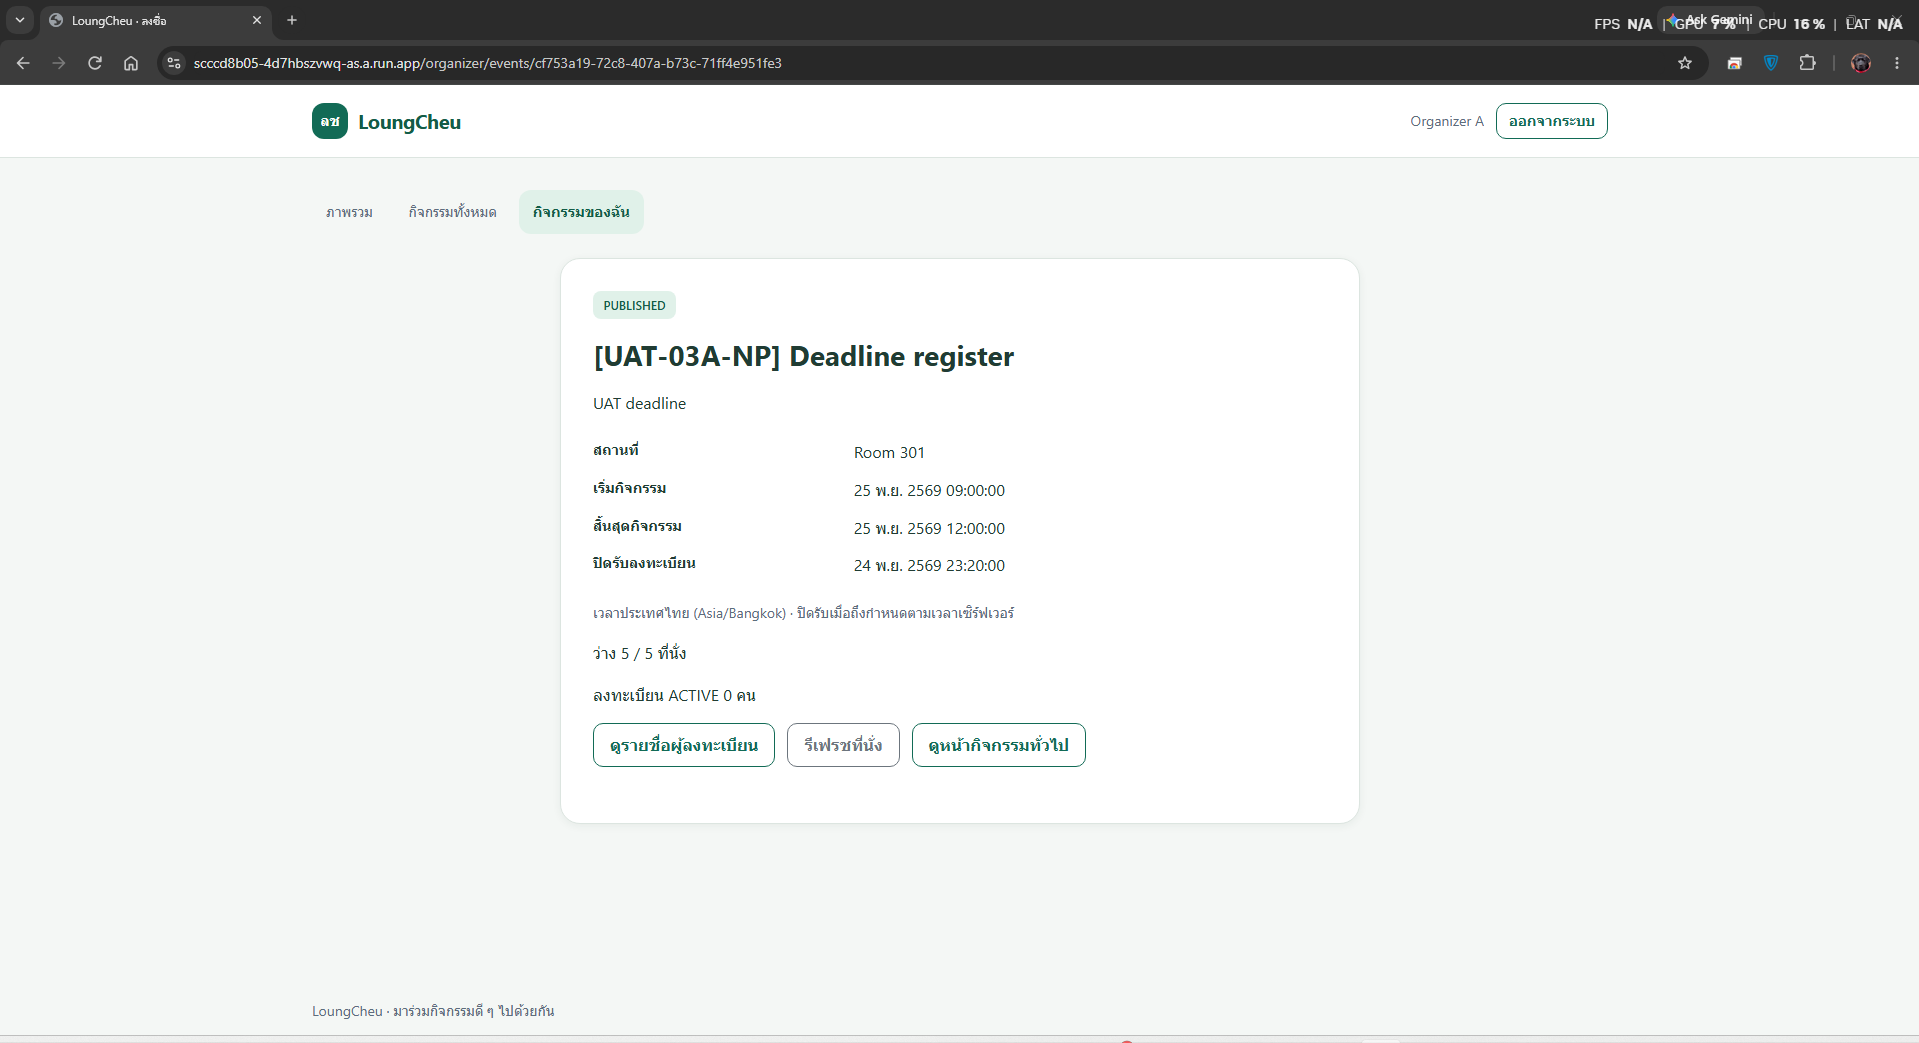 LoungCheu · ลงชื่อ
Ask Gemini
FPS N/A | GPU 7 % | CPU 16 % | LAT N/A
scccd8b05-4d7hbszvwq-as.a.run.app/organizer/events/cf753a19-72c8-407a-b73c-71ff4e951fe3
ลช LoungCheu
Organizer A ออกจากระบบ
ภาพรวม กิจกรรมทั้งหมด กิจกรรมของฉัน
PUBLISHED
[UAT-03A-NP] Deadline register
UAT deadline
สถานที่ Room 301
เริ่มกิจกรรม 25 พ.ย. 2569 09:00:00
สิ้นสุดกิจกรรม 25 พ.ย. 2569 12:00:00
ปิดรับลงทะเบียน 24 พ.ย. 2569 23:20:00
เวลาประเทศไทย (Asia/Bangkok) · ปิดรับเมื่อถึงกำหนดตามเวลาเซิร์ฟเวอร์
ว่าง 5 / 5 ที่นั่ง
ลงทะเบียน ACTIVE 0 คน
ดูรายชื่อผู้ลงทะเบียน รีเฟรชที่นั่ง ดูหน้ากิจกรรมทั่วไป
LoungCheu · มาร่วมกิจกรรมดี ๆ ไปด้วยกัน